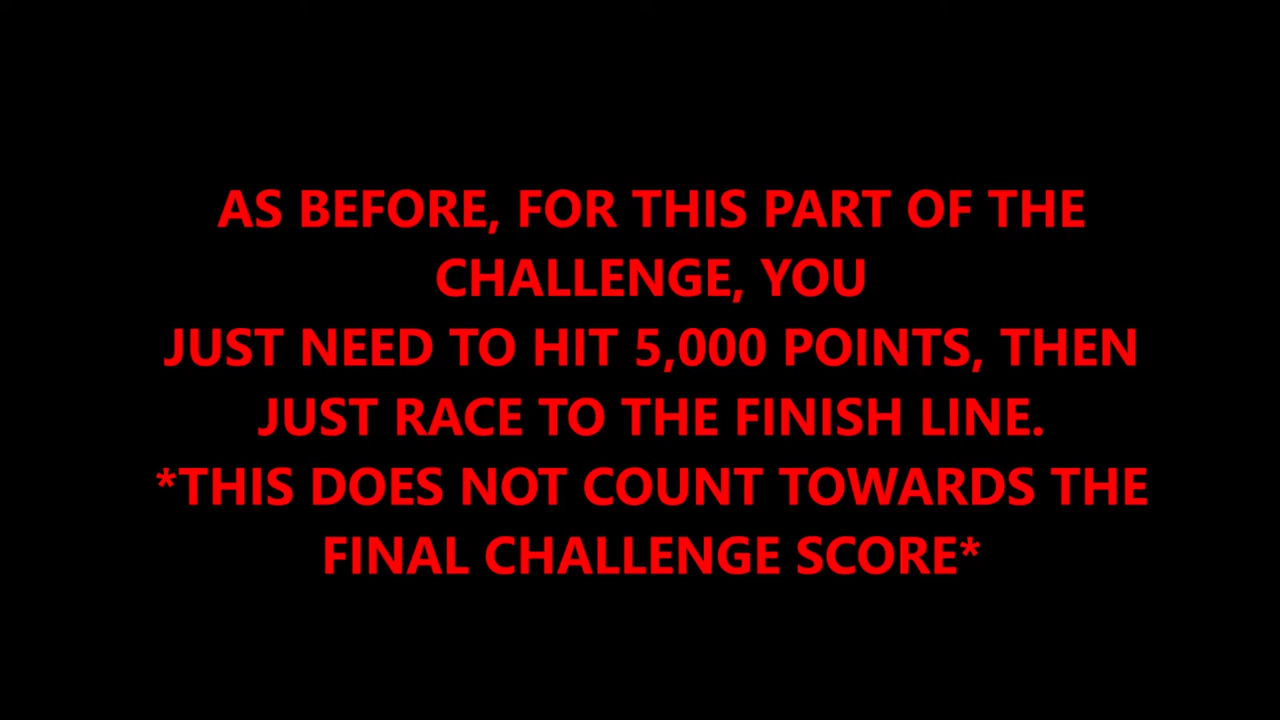 AS BEFORE, FOR THIS PART OF THE
CHALLENGE, YOU
JUST NEED TO HIT 5,000 POINTS, THEN
JUST RACE TO THE FINISH LINE.
*THIS DOES NOT COUNT TOWARDS THE
FINAL CHALLENGE SCORE*